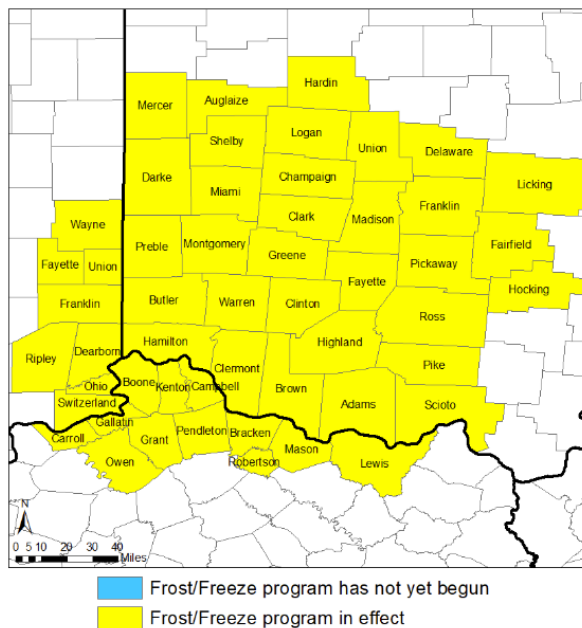 Hardin
Mercer
Auglaize
Logan
Shelby
Union
Delaware
Darke
Champaign
Licking
Miami
Franklin
Clark
Madison
Wayne
Preble
Montgomery
Greene
Pickaway
Fairfield
Fayette
Union
Fayette
Hocking
Franklin
Butler
Warren
Clinton
Ross
Hamilton
Highland
Ripley
Dearborn
Clermont
Pike
Ohio
Boone
Kenton
Campbell
Brown
Adams
Scioto
Switzerland
Gallatin
Carroll
Grant
Pendleton
Bracken
Mason
Owen
Robertson
Lewis
N
0 5 10 20 30 40
Miles
Frost/Freeze program has not yet begun
Frost/Freeze program in effect